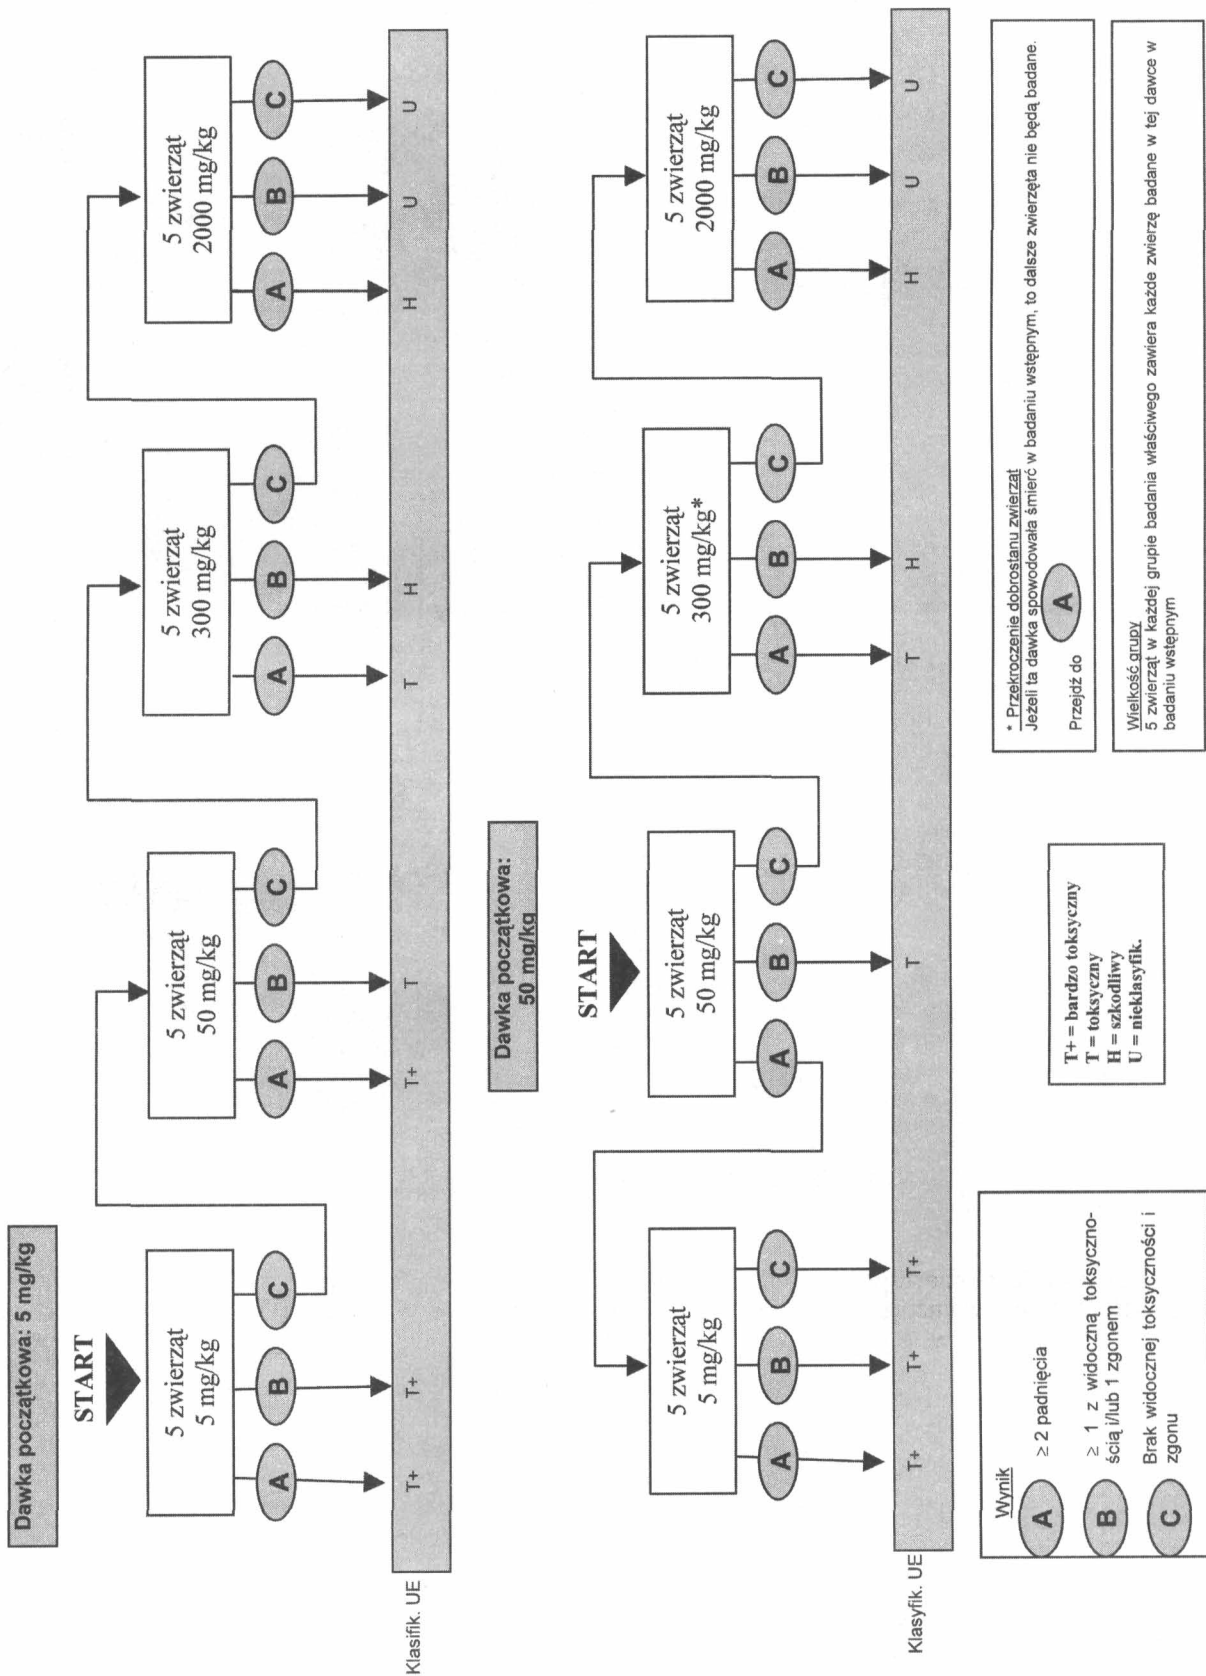 Dawka początkowa: 5 mg/kg
START
5 zwierząt
5 mg/kg
A
B
C
5 zwierząt
50 mg/kg
A
B
C
5 zwierząt
300 mg/kg
A
B
C
5 zwierząt
2000 mg/kg
A
B
C
Klasifik. UE
T+
T+
T+
T
T
H
H
U
U
Dawka początkowa:
50 mg/kg
START
5 zwierząt
5 mg/kg
A
B
C
5 zwierząt
50 mg/kg
A
B
C
5 zwierząt
300 mg/kg*
A
B
C
5 zwierząt
2000 mg/kg
A
B
C
Klasyfik. UE
T+
T+
T+
T
T
H
H
U
U
Wynik
A
≥ 2 padnięcia
B
≥ 1 z widoczną toksyczno-
ścią i/lub 1 zgonem
C
Brak widocznej toksyczności i
zgonu
T+ = bardzo toksyczny
T = toksyczny
H = szkodliwy
U = nieklasyfik.
* Przekroczenie dobrostanu zwierząt
Jeżeli ta dawka spowodowała śmierć w badaniu wstępnym, to dalsze zwierzęta nie będą badane.
Przejdź do
A
Wielkość grupy
5 zwierząt w każdej grupie badania właściwego zawiera każde zwierzę badane w tej dawce w
badaniu wstępnym